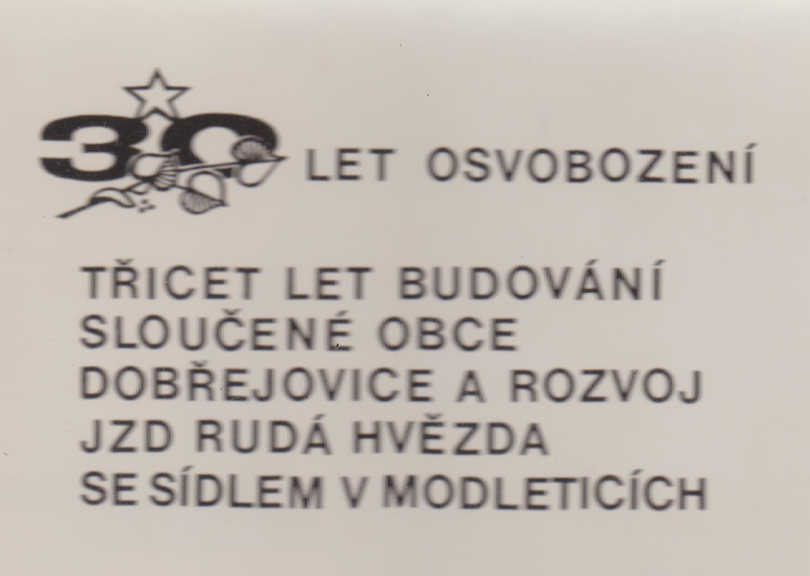 30 LET OSVOBOZENÍ
TŘICET LET BUDOVÁNÍ
SLOUČENÉ OBCE
DOBŘEJOVICE A ROZVOJ
JZD RUDÁ HVĚZDA
SE SÍDLEM V MODLETICÍCH